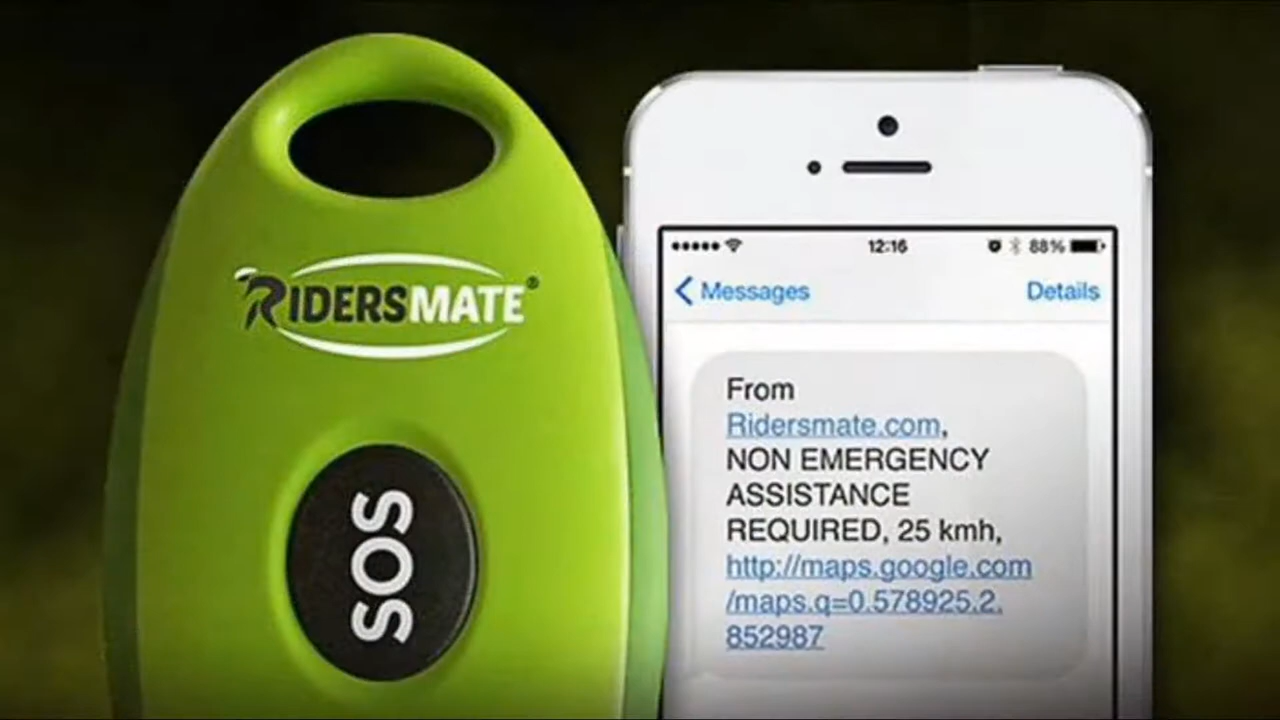 RIDERSMATE®
SOS
12:16
88%
Messages
Details
From
Ridersmate.com,
NON EMERGENCY
ASSISTANCE
REQUIRED, 25 kmh,
http://maps.google.com
/maps.q=0.578925.2.
852987